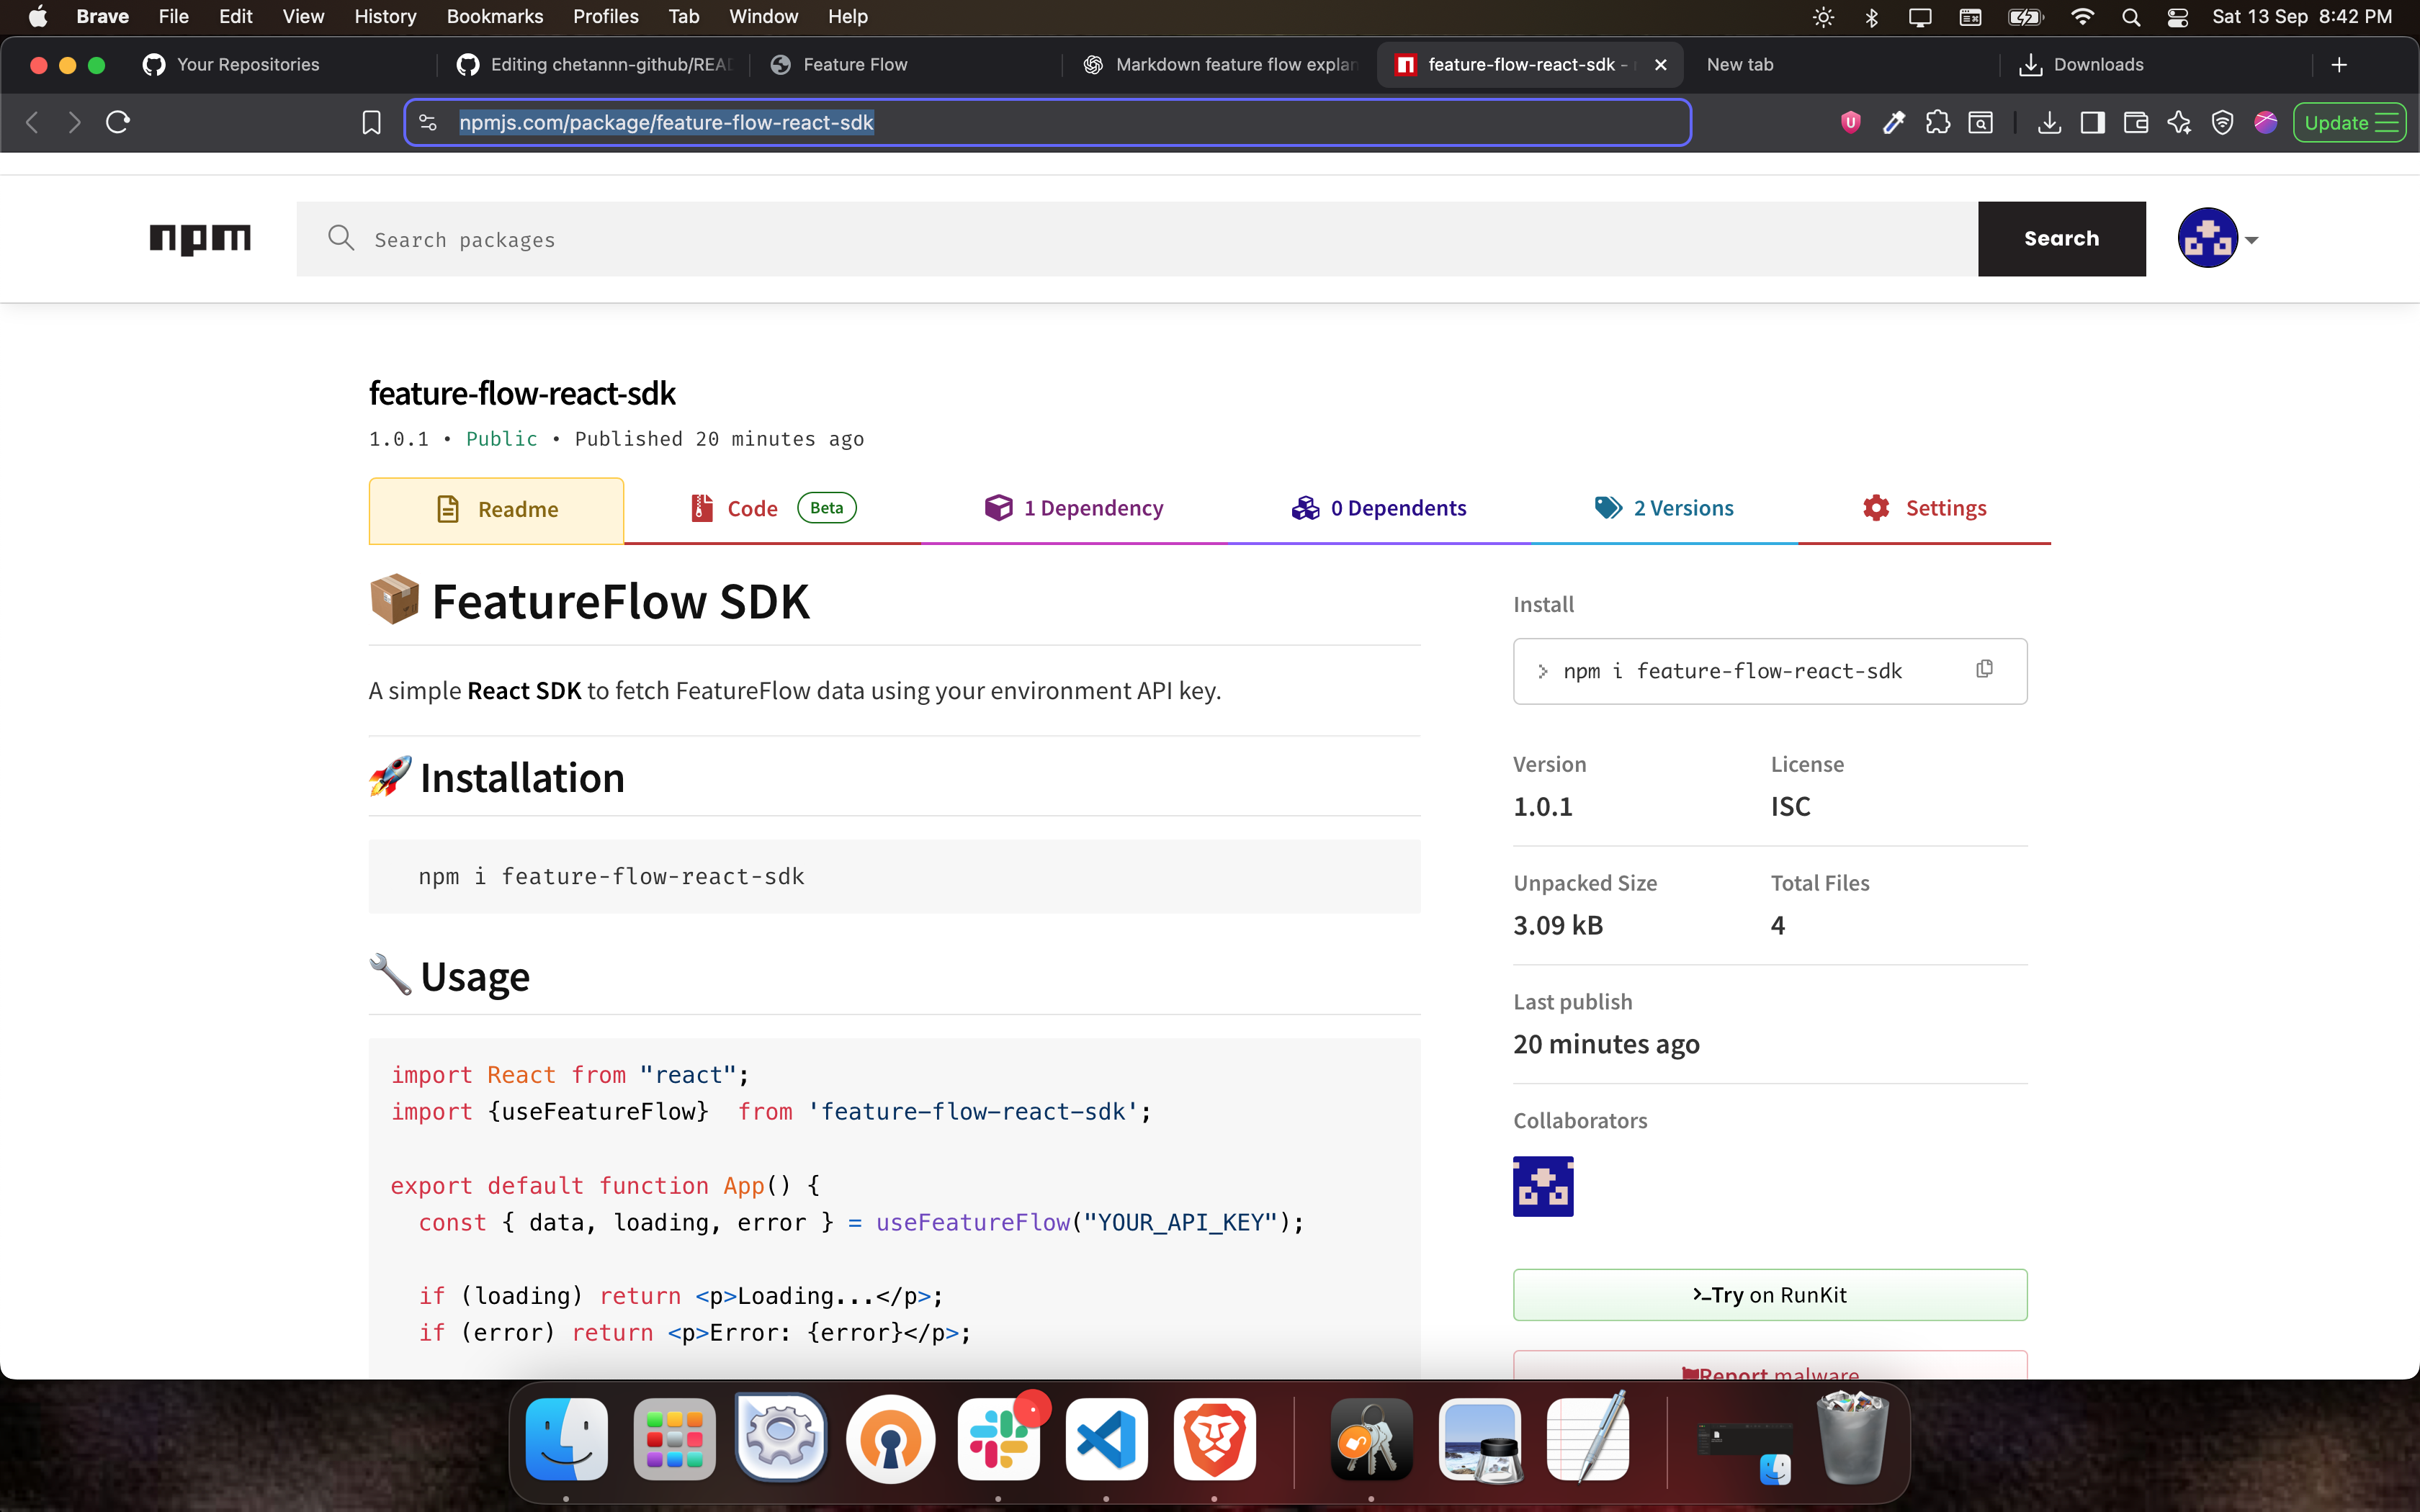 Brave File Edit View History Bookmarks Profiles Tab Window Help Sat 13 Sep 8:42 PM
Your Repositories Editing chetannn-github/READ Feature Flow Markdown feature flow explan feature-flow-react-sdk - New tab Downloads
npmjs.com/package/feature-flow-react-sdk Update
npm Search packages Search
feature-flow-react-sdk
1.0.1 • Public • Published 20 minutes ago
Readme Code Beta 1 Dependency 0 Dependents 2 Versions Settings
FeatureFlow SDK
A simple React SDK to fetch FeatureFlow data using your environment API key.
Installation
npm i feature-flow-react-sdk
Usage
import React from "react";
import {useFeatureFlow}  from 'feature-flow-react-sdk';
export default function App() {
const { data, loading, error } = useFeatureFlow("YOUR_API_KEY");
if (loading) return <p>Loading...</p>;
if (error) return <p>Error: {error}</p>;
Install
> npm i feature-flow-react-sdk
Version License
1.0.1 ISC
Unpacked Size Total Files
3.09 kB 4
Last publish
20 minutes ago
Collaborators
>_Try on RunKit
Report malware